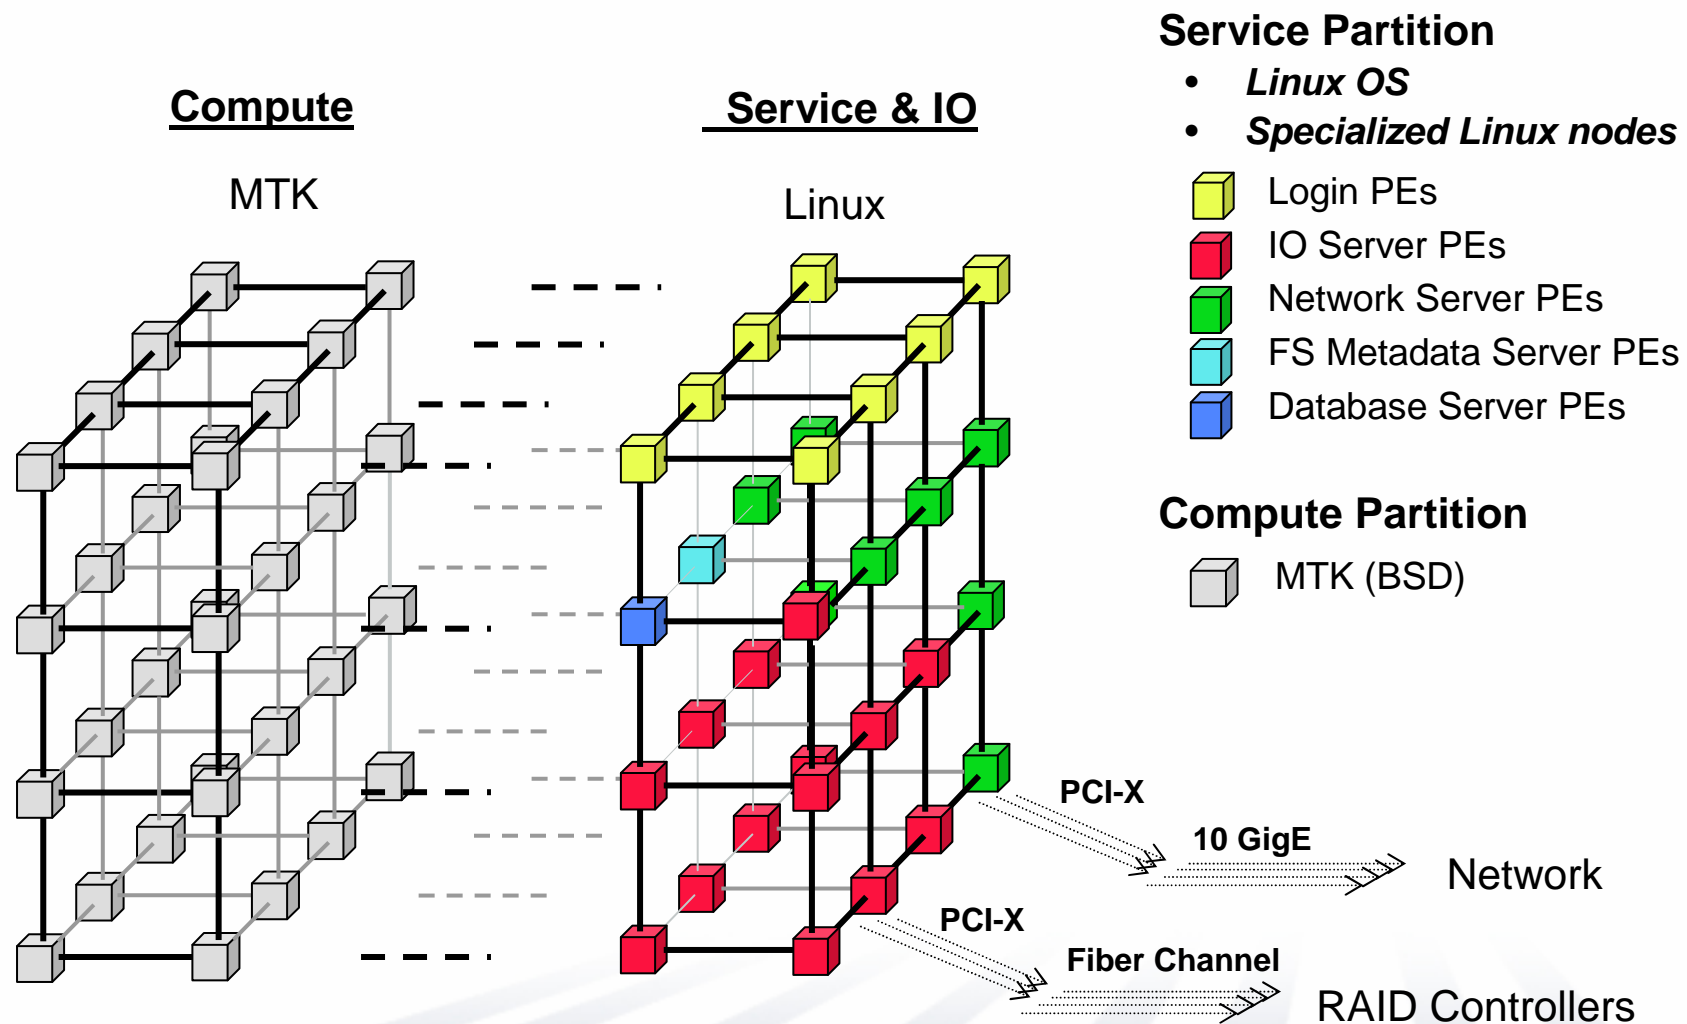 Compute
MTK
Service & IO
Linux
Service Partition
• Linux OS
• Specialized Linux nodes
Login PEs
IO Server PEs
Network Server PEs
FS Metadata Server PEs
Database Server PEs
Compute Partition
MTK (BSD)
PCI-X
10 GigE
Network
PCI-X
Fiber Channel
RAID Controllers